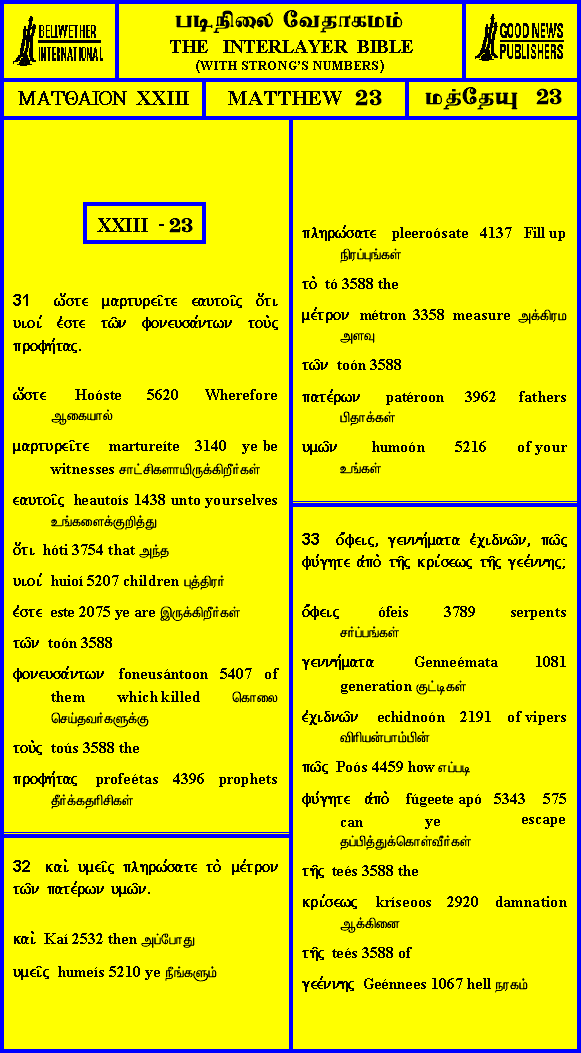 BELLWETHER
INTERNATIONAL
படிநிலை வேதாகமம்
THE INTERLAYER BIBLE
(WITH STRONG'S NUMBERS)
GOOD NEWS
PUBLISHERS
ΜΑΤΘΑΙΟΝ XXIII
MATTHEW 23
மத்தேயு 23
XXIII - 23
31 ὥστε μαρτυρεῖτε εαυτοῖς ὅτι
υιοί ἐστε τῶν φονευσάντων τοὺς
προφήτας.
ὥστε Hoóste 5620 Wherefore
ஆகையால்
μαρτυρεῖτε martureíte 3140 ye be
witnesses சாட்சிகளாயிருக்கிறீர்கள்
εαυτοῖς heautoís 1438 unto yourselves
உங்களைக்குறித்து
ὅτι hóti 3754 that அந்த
υιοί huioí 5207 children புத்திரர்
ἐστε este 2075 ye are இருக்கிறீர்கள்
τῶν toón 3588
φονευσάντων foneusántoon 5407 of
them which killed கொலை
செய்தவர்களுக்கு
τοὺς toús 3588 the
προφήτας profeétas 4396 prophets
தீர்க்கதரிசிகள்
32 καὶ υμεῖς πληρώσατε τὸ μέτρον
τῶν πατέρων υμῶν.
καὶ Kaí 2532 then அப்போது
υμεῖς humeís 5210 ye நீங்களும்
πληρώσατε pleeroósate 4137 Fill up
நிரப்புங்கள்
τὸ tó 3588 the
μέτρον métron 3358 measure அக்கிரம
அளவு
τῶν toón 3588
πατέρων patéroon 3962 fathers
பிதாக்கள்
υμῶν humoón 5216 of your
உங்கள்
33 ὄφεις, γεννήματα ἐχιδνῶν, πῶς
φύγητε ἀπὸ τῆς κρίσεως τῆς γεέννης;
ὄφεις ófeis 3789 serpents
சர்ப்பங்கள்
γεννήματα Genneémata 1081
generation குட்டிகள்
ἐχιδνῶν echidnoón 2191 of vipers
விரியன்பாம்பின்
πῶς Poós 4459 how எப்படி
φύγητε ἀπὸ fúgeete apó 5343 575
can ye escape
தப்பித்துக்கொள்வீர்கள்
τῆς teés 3588 the
κρίσεως kríseoos 2920 damnation
ஆக்கினை
τῆς teés 3588 of
γεέννης Geénnees 1067 hell நரகம்